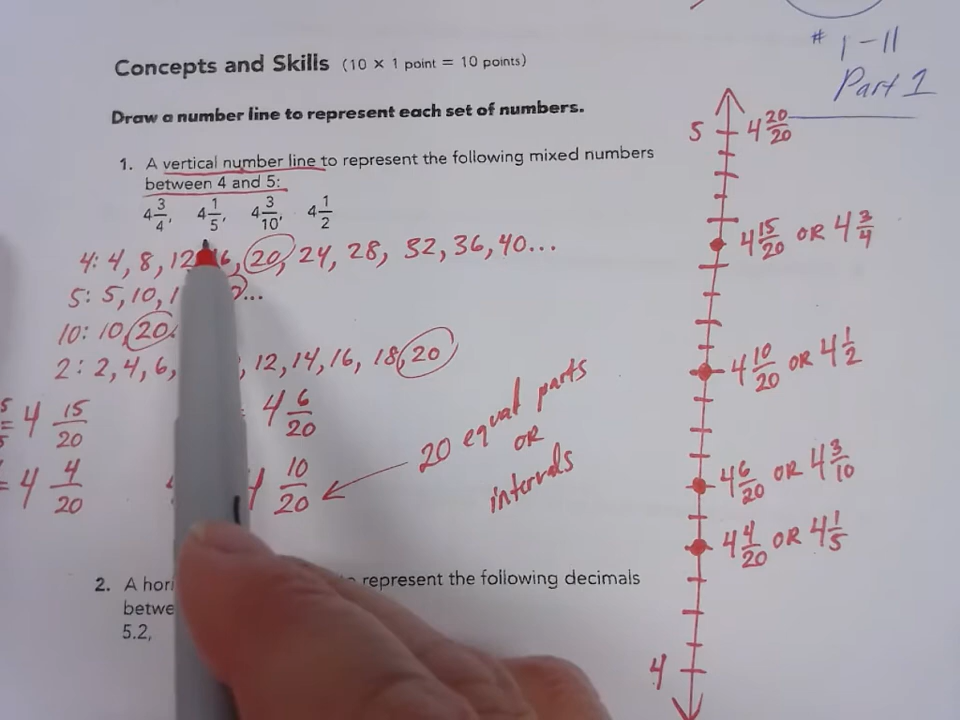 # 1-11
Part 1
Concepts and Skills (10 × 1 point = 10 points)
Draw a number line to represent each set of numbers.
1. A vertical number line to represent the following mixed numbers
between 4 and 5:
4 3/4, 4 1/5, 4 3/10, 4 1/2
4: 4, 8, 12, 16, 20, 24, 28, 32, 36, 40...
5: 5, 10,
10: 10, 20
2: 2, 4, 6, 12, 14, 16, 18, 20
= 4 15/20
4 6/20
= 4 4/20
10/20
20 equal parts
OR
intervals
5 4 20/20
4 15/20 OR 4 3/4
4 10/20 OR 4 1/2
4 6/20 OR 4 3/10
4 4/20 OR 4 1/5
4
2. A represent the following decimals
5.2,